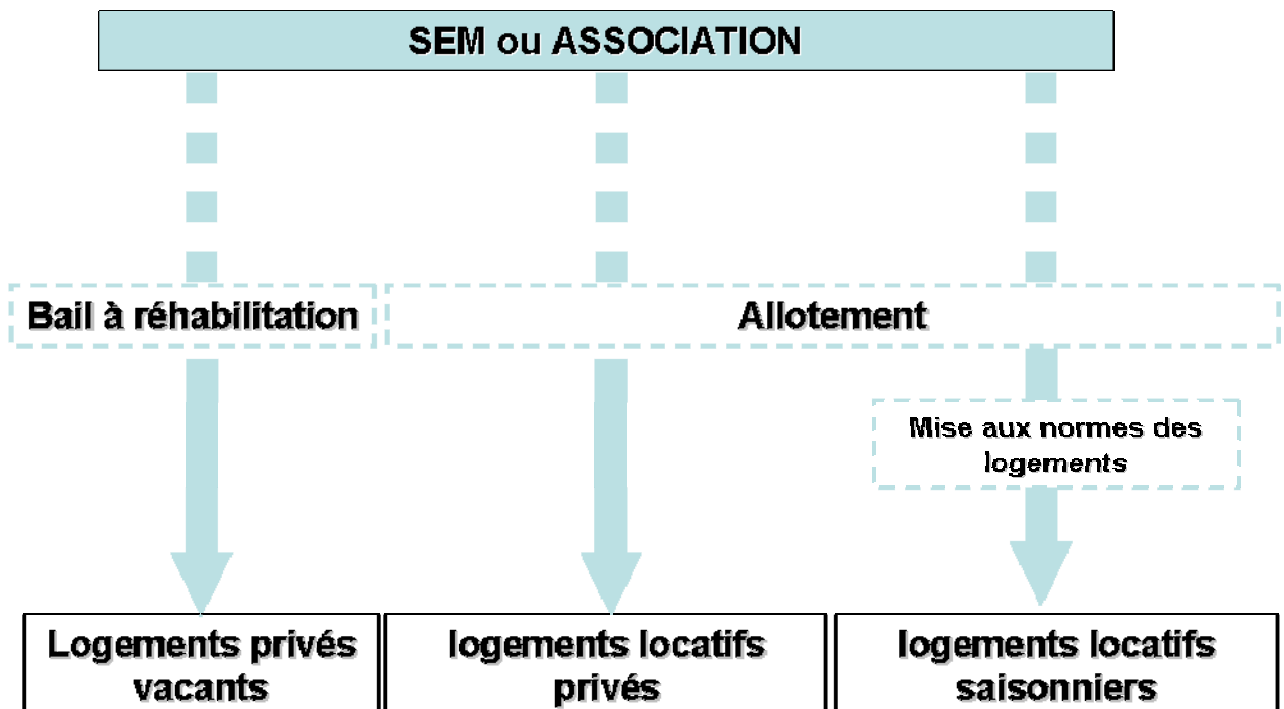 SEM ou ASSOCIATION
Bail à réhabilitation
Allotement
Mise aux normes des
logements
Logements privés
vacants
logements locatifs
privés
logements locatifs
saisonniers